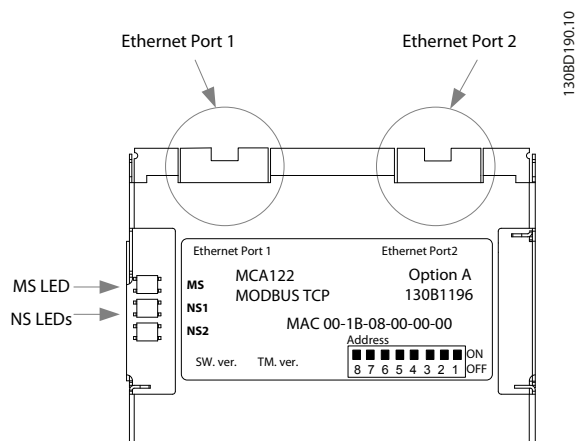 130BD190.10
Ethernet Port 1
Ethernet Port 2
Ethernet Port 1
Ethernet Port2
MS LED
NS LEDs
MS
NS1
NS2
MCA122
MODBUS TCP
Option A
130B1196
MAC 00-1B-08-00-00-00
Address
ON
8 7 6 5 4 3 2 1 OFF
SW. ver. TM. ver.